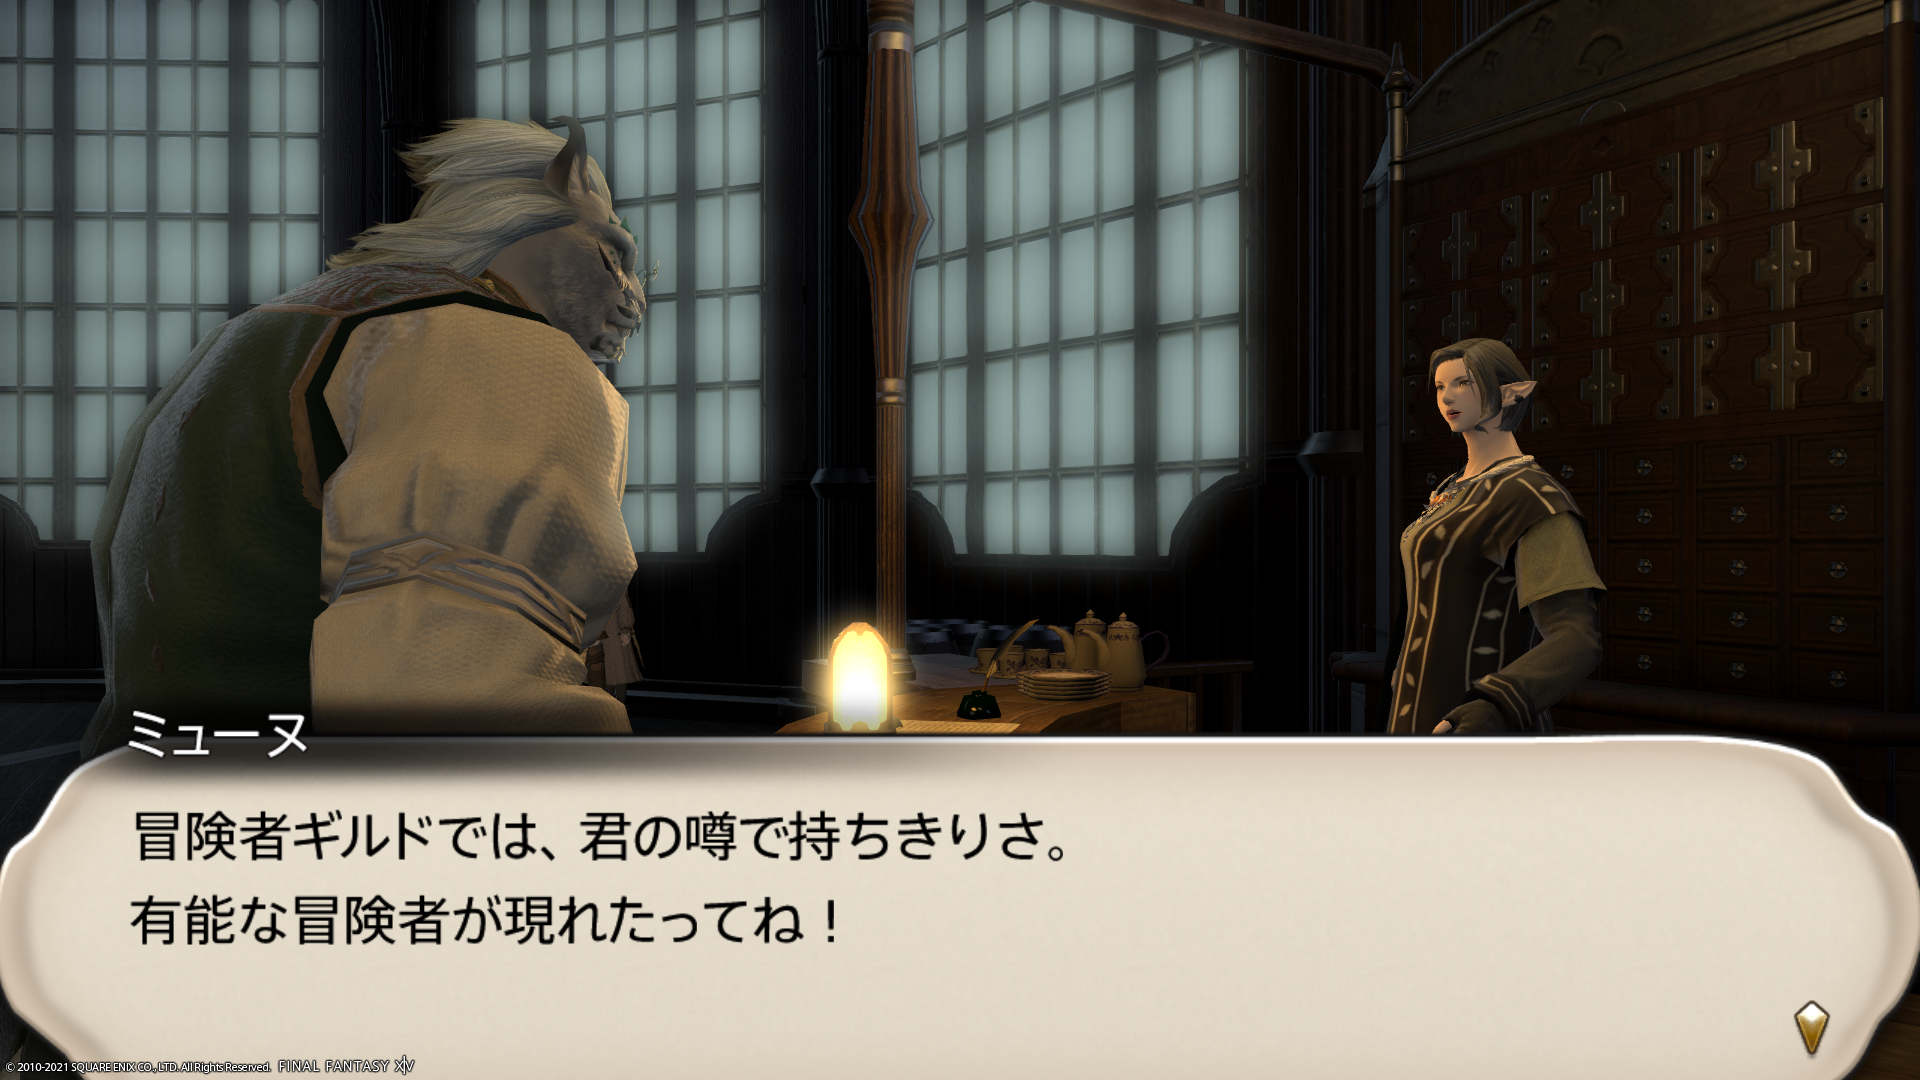 ミューヌ
冒険者ギルドでは、君の噂で持ちきりさ。
有能な冒険者が現れたってね！
© 2010-2021 SQUARE ENIX CO., LTD. All Rights Reserved. FINAL FANTASY XIV